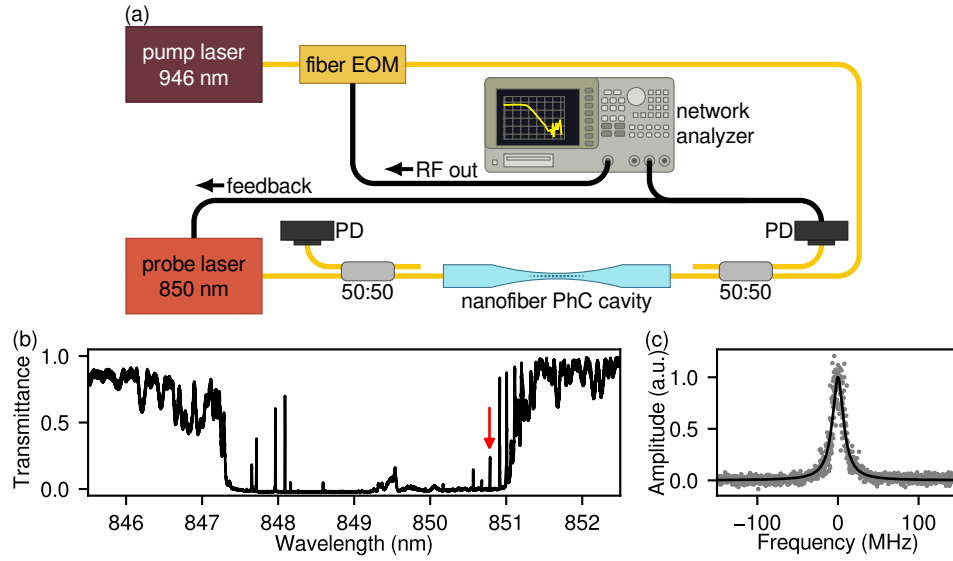 (a)
pump laser
946 nm
fiber EOM
network
analyzer
RF out
feedback
PD
PD
probe laser
850 nm
50:50
50:50
nanofiber PhC cavity
(b)
Transmittance
1.0
0.5
0.0
846
847
848
849
850
851
852
Wavelength (nm)
(c)
Amplitude (a.u.)
1.0
0.5
0.0
−100
0
100
Frequency (MHz)